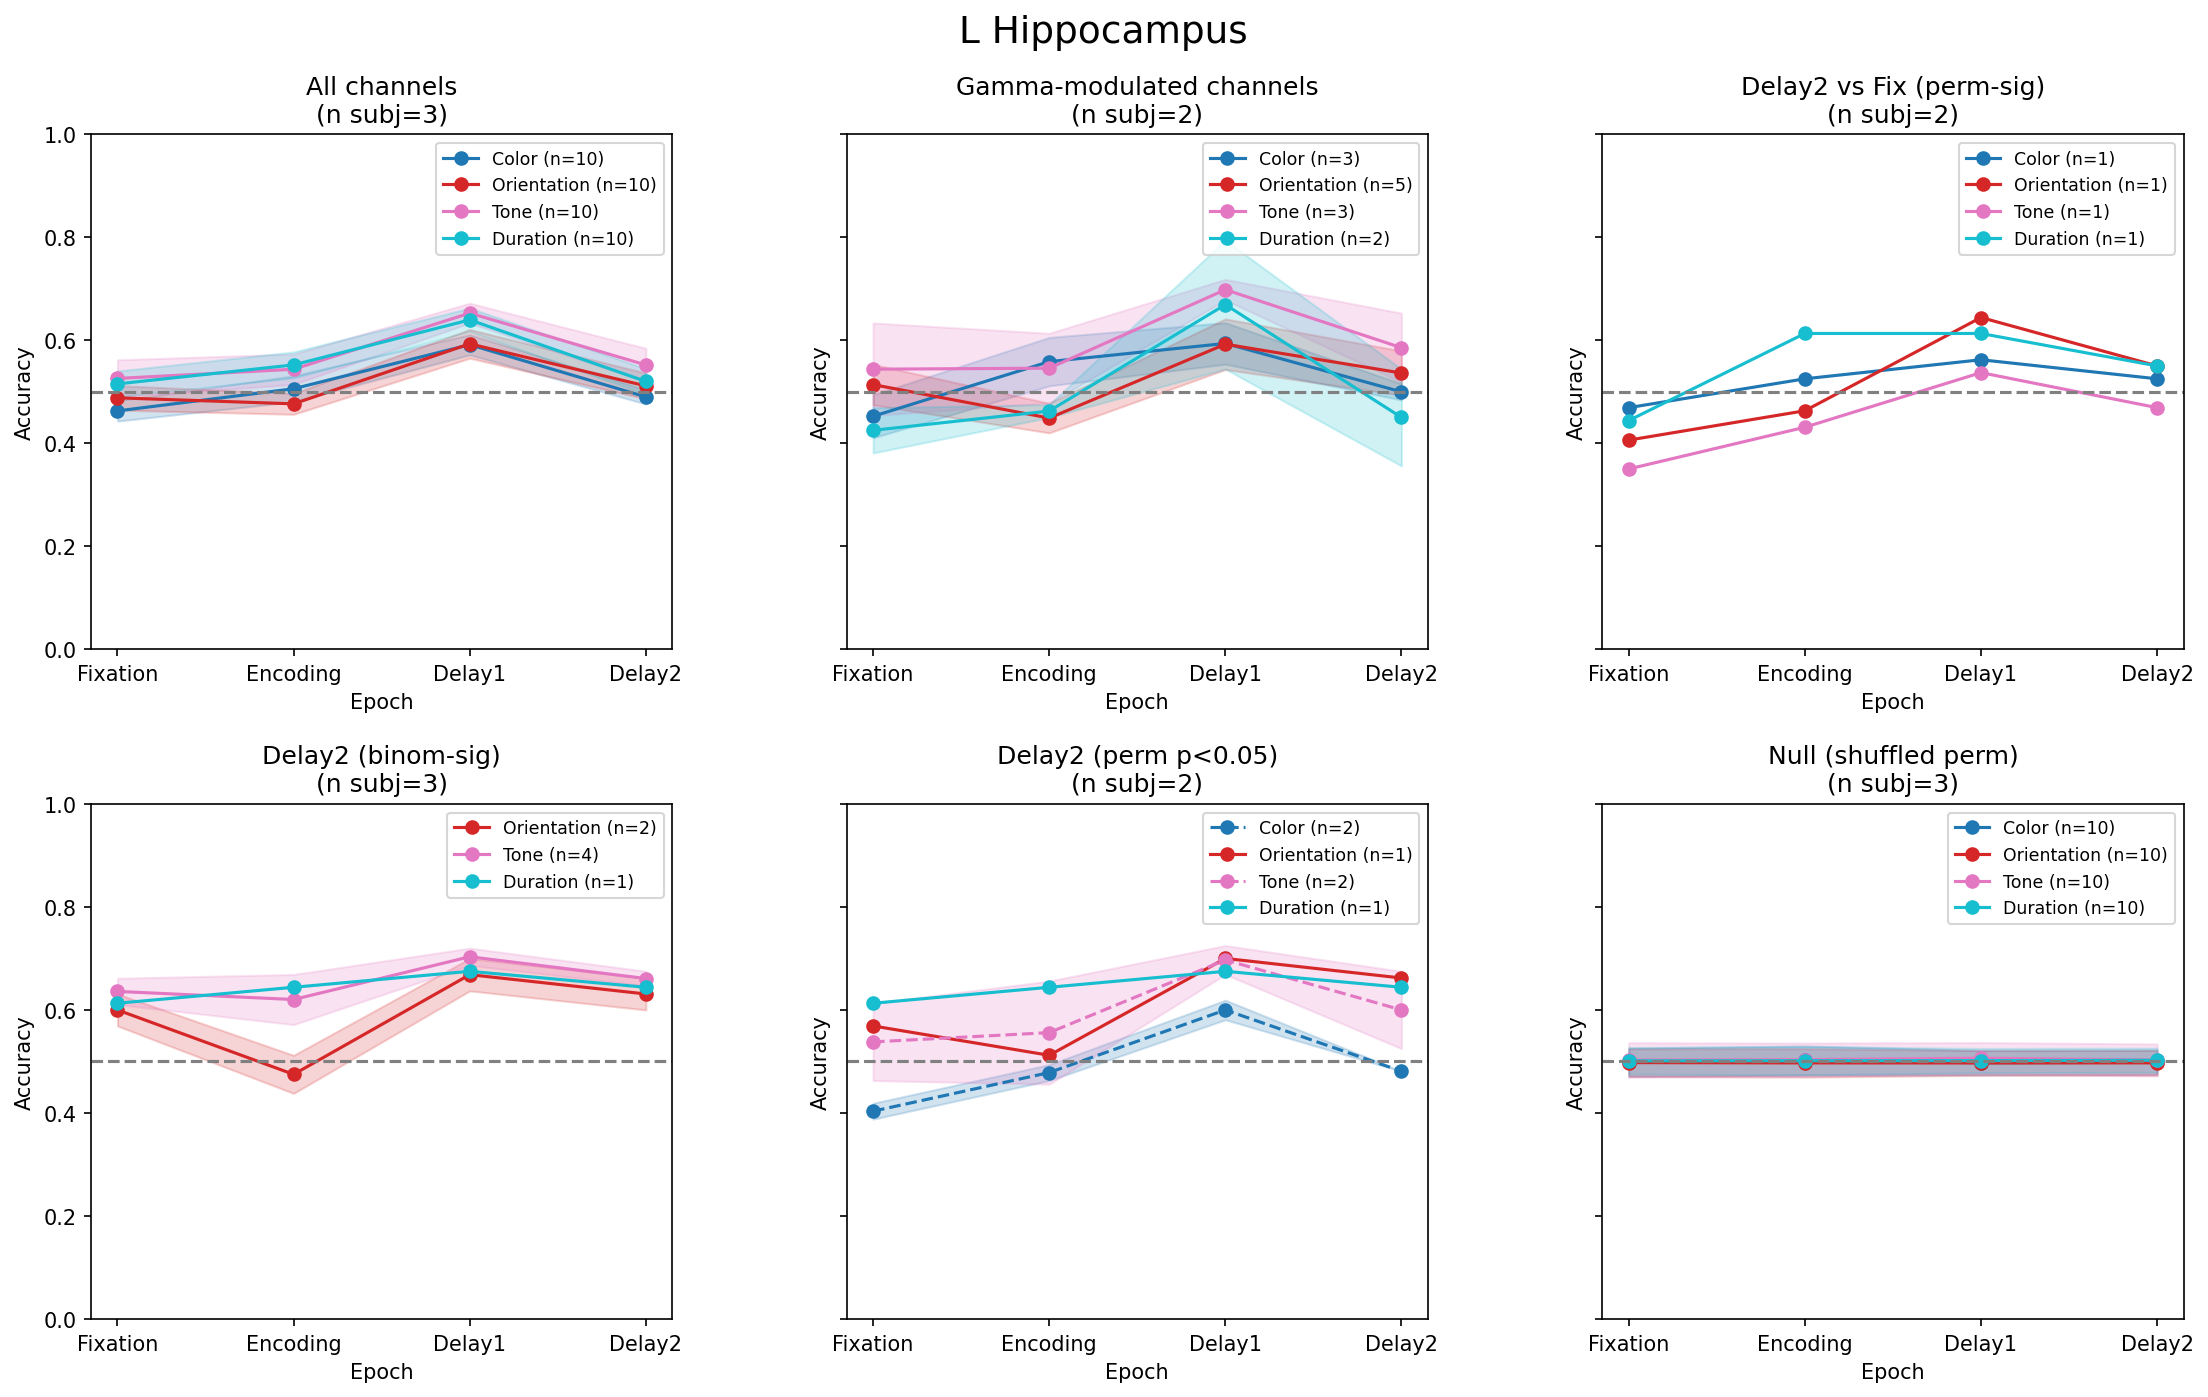 L Hippocampus
All channels
(n subj=3)
1.0
0.8
0.6
0.4
0.2
0.0
Accuracy
Color (n=10)
Orientation (n=10)
Tone (n=10)
Duration (n=10)
Fixation
Encoding
Delay1
Delay2
Epoch
Gamma-modulated channels
(n subj=2)
Accuracy
Color (n=3)
Orientation (n=5)
Tone (n=3)
Duration (n=2)
Fixation
Encoding
Delay1
Delay2
Epoch
Delay2 vs Fix (perm-sig)
(n subj=2)
Accuracy
Color (n=1)
Orientation (n=1)
Tone (n=1)
Duration (n=1)
Fixation
Encoding
Delay1
Delay2
Epoch
Delay2 (binom-sig)
(n subj=3)
1.0
0.8
0.6
0.4
0.2
0.0
Accuracy
Orientation (n=2)
Tone (n=4)
Duration (n=1)
Fixation
Encoding
Delay1
Delay2
Epoch
Delay2 (perm p<0.05)
(n subj=2)
Accuracy
Color (n=2)
Orientation (n=1)
Tone (n=2)
Duration (n=1)
Fixation
Encoding
Delay1
Delay2
Epoch
Null (shuffled perm)
(n subj=3)
Accuracy
Color (n=10)
Orientation (n=10)
Tone (n=10)
Duration (n=10)
Fixation
Encoding
Delay1
Delay2
Epoch